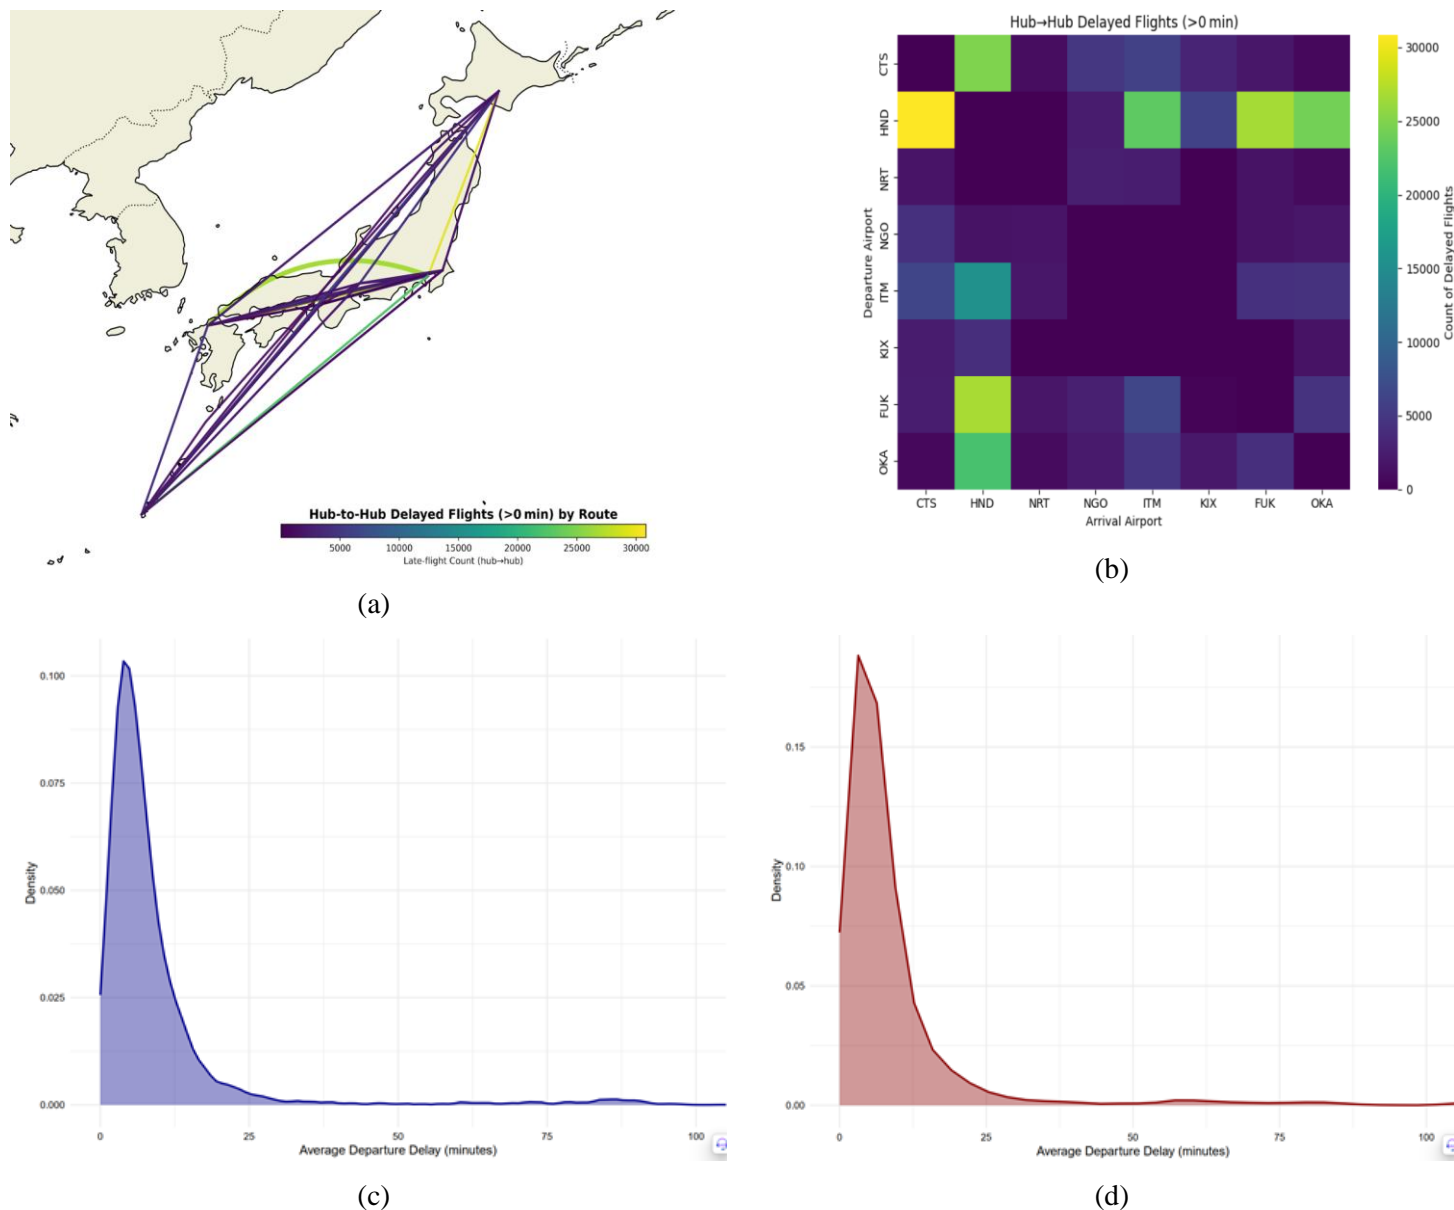 Hub-to-Hub Delayed Flights (>0 min) by Route
5000 10000 15000 20000 25000 30000
Late-flight Count (hub→hub)
(a)
Hub→Hub Delayed Flights (>0 min)
Departure Airport
CTS
HND
NRT
NGO
ITM
KIX
FUK
OKA
CTS HND NRT NGO ITM KIX FUK OKA
Arrival Airport
30000
25000
20000
15000
10000
5000
0
Count of Delayed Flights
(b)
Density
0.100
0.075
0.050
0.025
0.000
0 25 50 75 100
Average Departure Delay (minutes)
(c)
Density
0.15
0.10
0.05
0.00
0 25 50 75 100
Average Departure Delay (minutes)
(d)